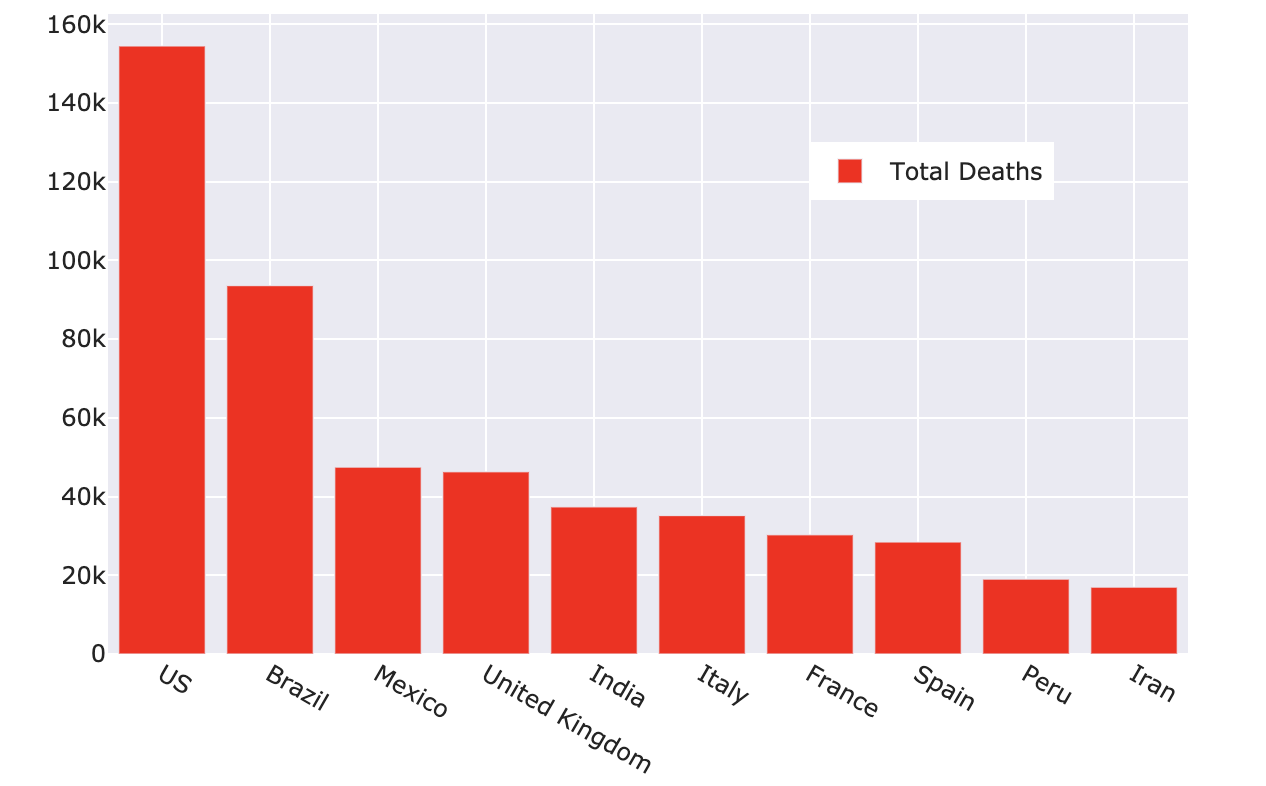 160k
140k
120k
100k
80k
60k
40k
20k
0
Total Deaths
US
Brazil
Mexico
United Kingdom
India
Italy
France
Spain
Peru
Iran